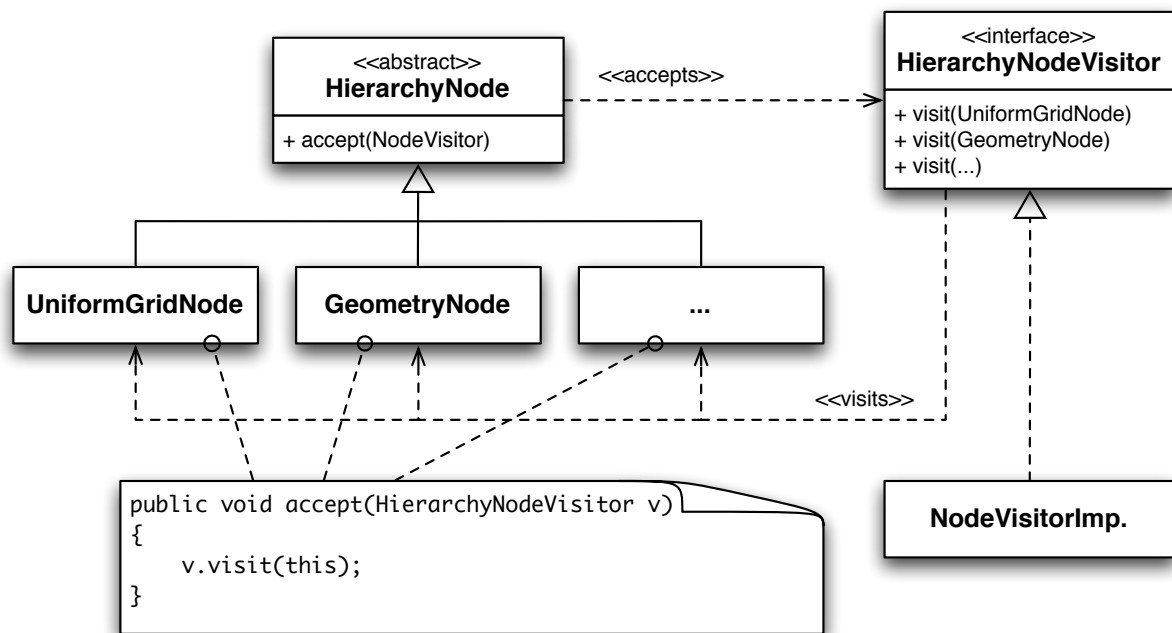 <<abstract>>
HierarchyNode
+ accept(NodeVisitor)
<<accepts>>
<<interface>>
HierarchyNodeVisitor
+ visit(UniformGridNode)
+ visit(GeometryNode)
+ visit(...)
UniformGridNode
GeometryNode
...
<<visits>>
public void accept(HierarchyNodeVisitor v)
{
    v.visit(this);
}
NodeVisitorImp.